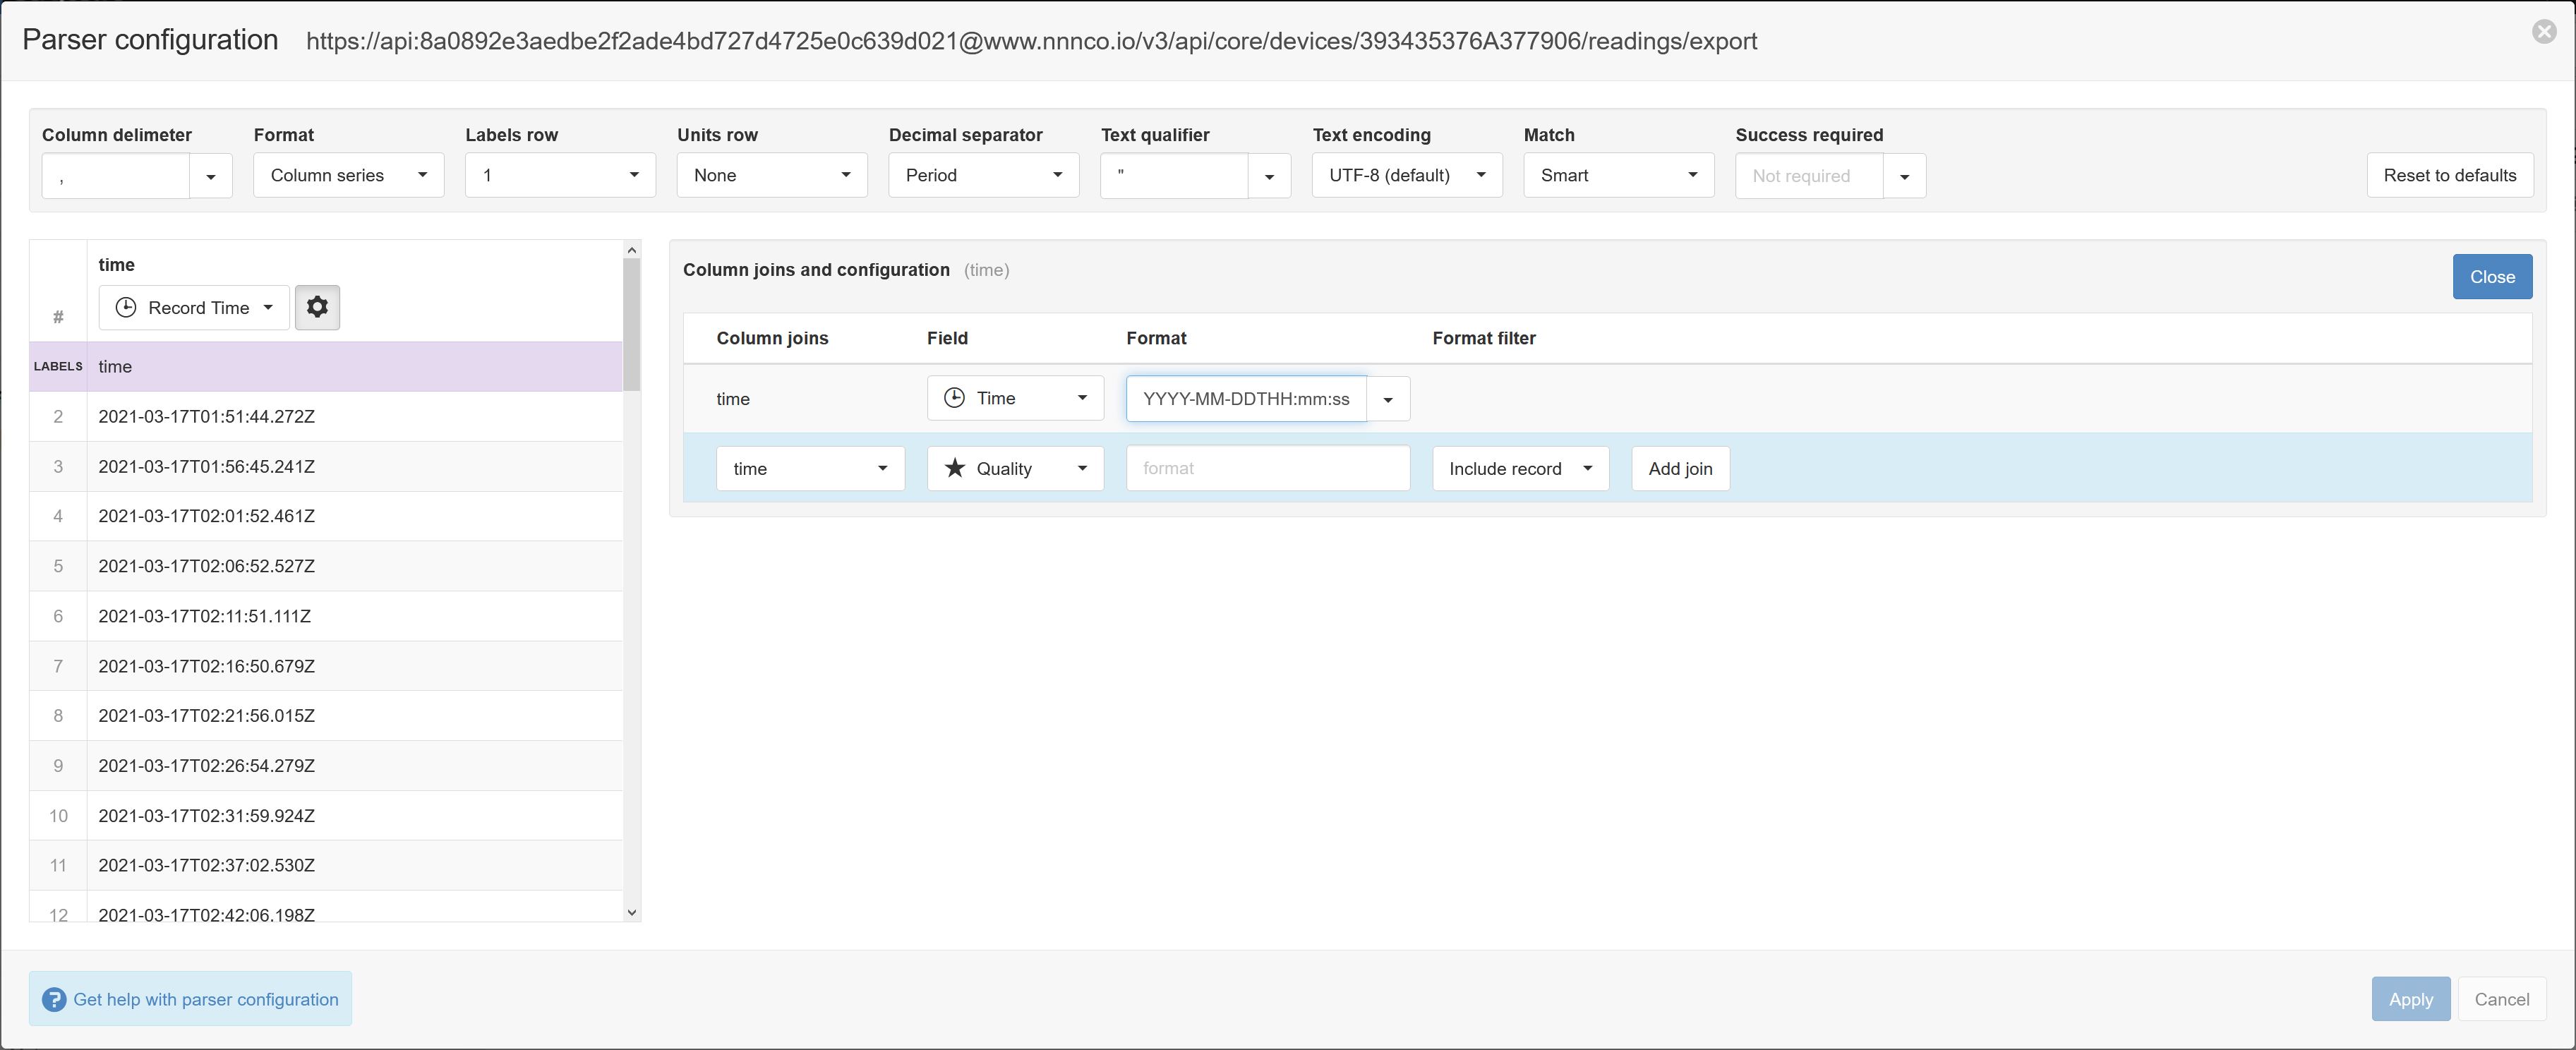 Parser configuration https://api:8a0892e3aedbe2f2ade4bd727d4725e0c639d021@www.nnnco.io/v3/api/core/devices/393435376A377906/readings/export
Column delimeter Format Labels row Units row Decimal separator Text qualifier Text encoding Match Success required
, Column series 1 None Period " UTF-8 (default) Smart Not required Reset to defaults
time
# Record Time
LABELS time
2 2021-03-17T01:51:44.272Z
3 2021-03-17T01:56:45.241Z
4 2021-03-17T02:01:52.461Z
5 2021-03-17T02:06:52.527Z
6 2021-03-17T02:11:51.111Z
7 2021-03-17T02:16:50.679Z
8 2021-03-17T02:21:56.015Z
9 2021-03-17T02:26:54.279Z
10 2021-03-17T02:31:59.924Z
11 2021-03-17T02:37:02.530Z
12 2021-03-17T02:42:06.198Z
Column joins and configuration (time) Close
Column joins Field Format Format filter
time Time YYYY-MM-DDTHH:mm:ss
time Quality format Include record Add join
? Get help with parser configuration Apply Cancel